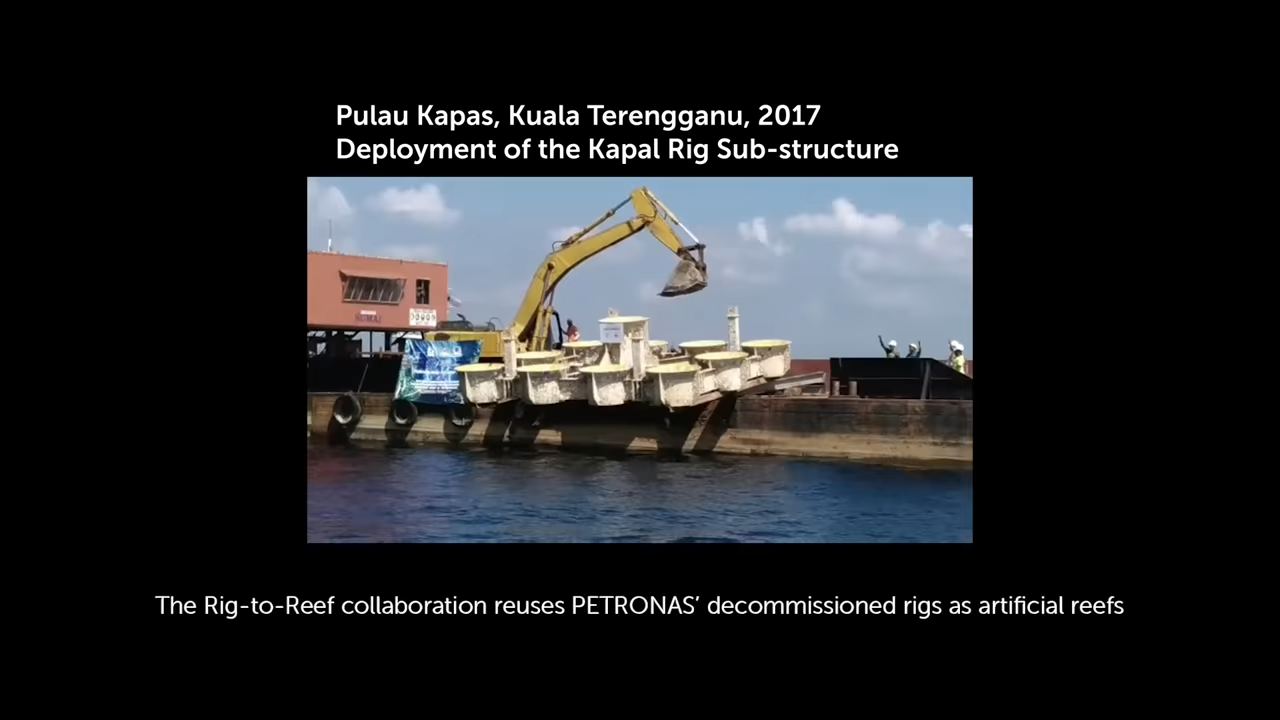 Pulau Kapas, Kuala Terengganu, 2017
Deployment of the Kapal Rig Sub-structure
The Rig-to-Reef collaboration reuses PETRONAS’ decommissioned rigs as artificial reefs